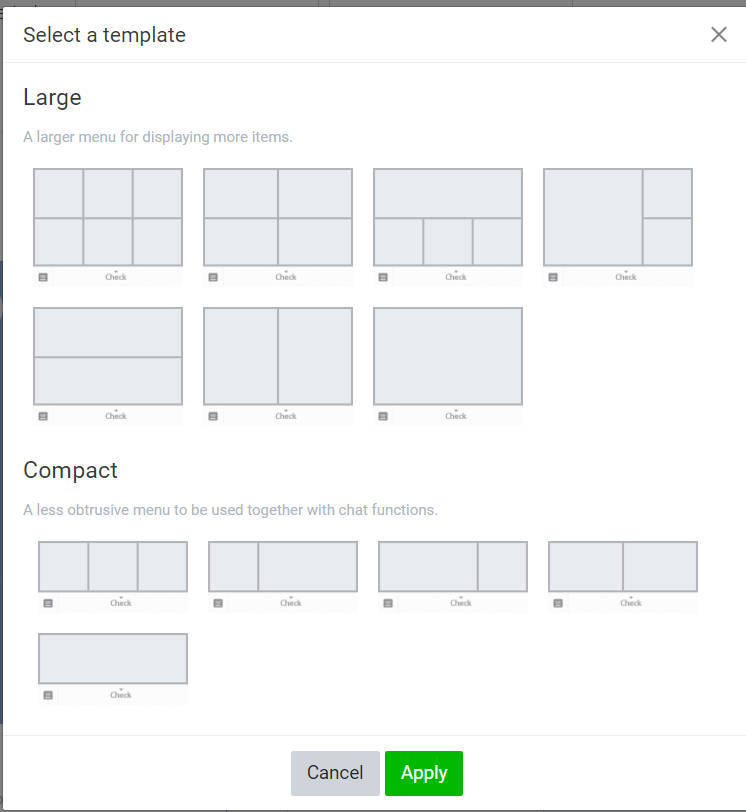 Select a template
Large
A larger menu for displaying more items.
Check
Check
Check
Check
Check
Check
Check
Compact
A less obtrusive menu to be used together with chat functions.
Check
Check
Check
Check
Check
Cancel
Apply